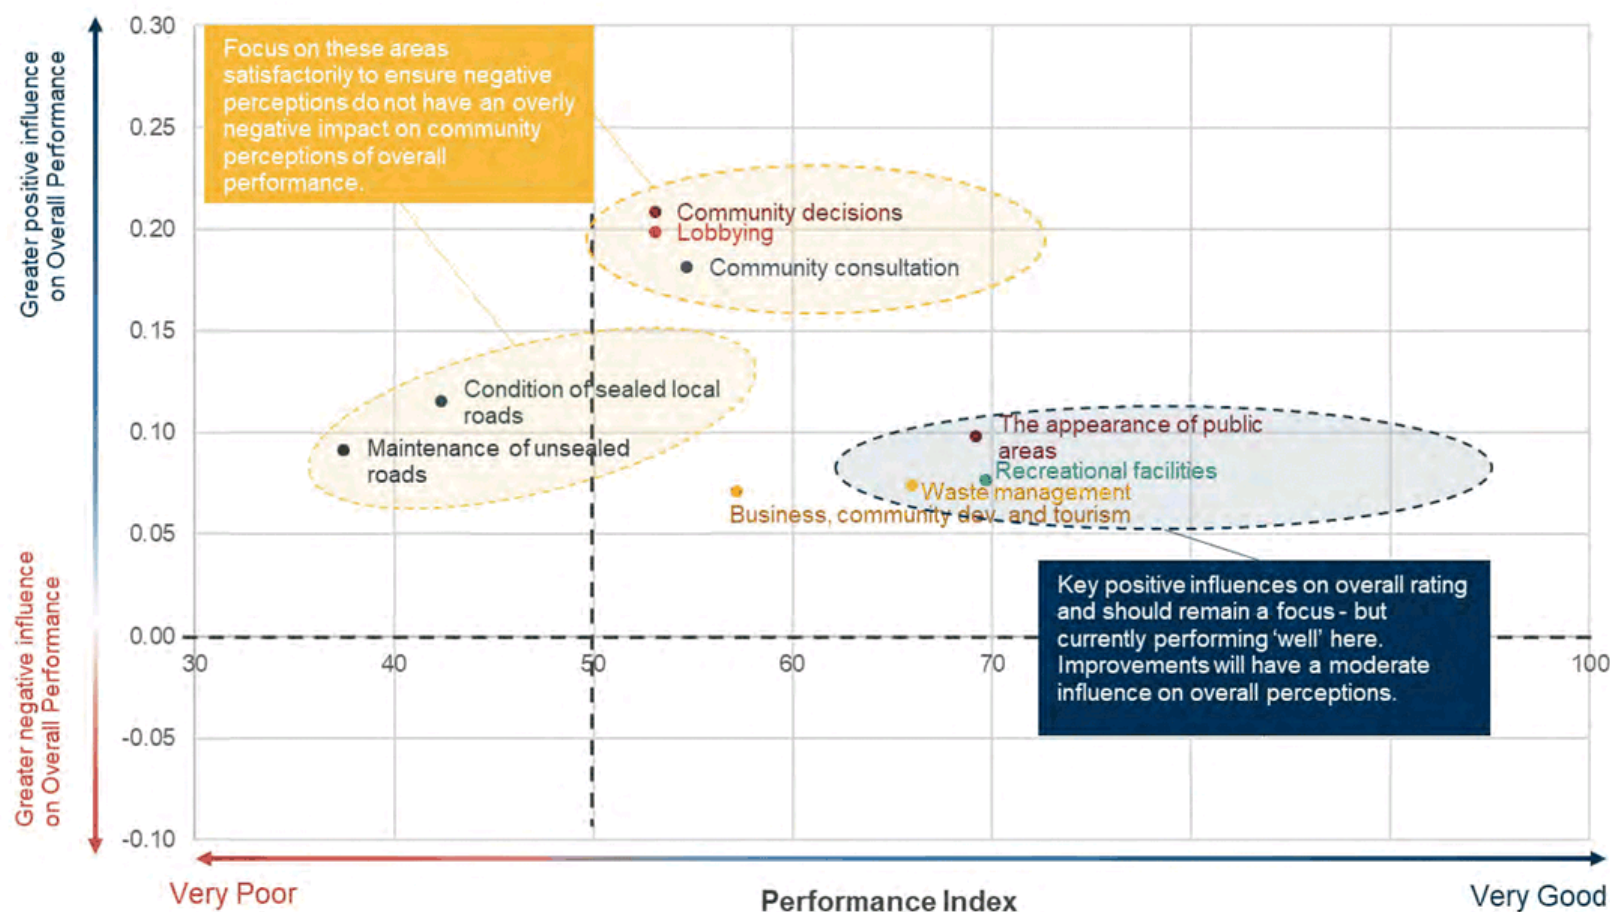 Greater positive influence
on Overall Performance
Greater negative influence
on Overall Performance
0.30
0.25
0.20
0.15
0.10
0.05
0.00
-0.05
-0.10
Focus on these areas
satisfactorily to ensure negative
perceptions do not have an overly
negative impact on community
perceptions of overall
performance.
Community decisions
Lobbying
Community consultation
Condition of sealed local
roads
Maintenance of unsealed
roads
The appearance of public
areas
Recreational facilities
Waste management
Business, community dev. and tourism
Key positive influences on overall rating
and should remain a focus - but
currently performing ‘well’ here.
Improvements will have a moderate
influence on overall perceptions.
30 40 50 60 70 100
Very Poor
Performance Index
Very Good